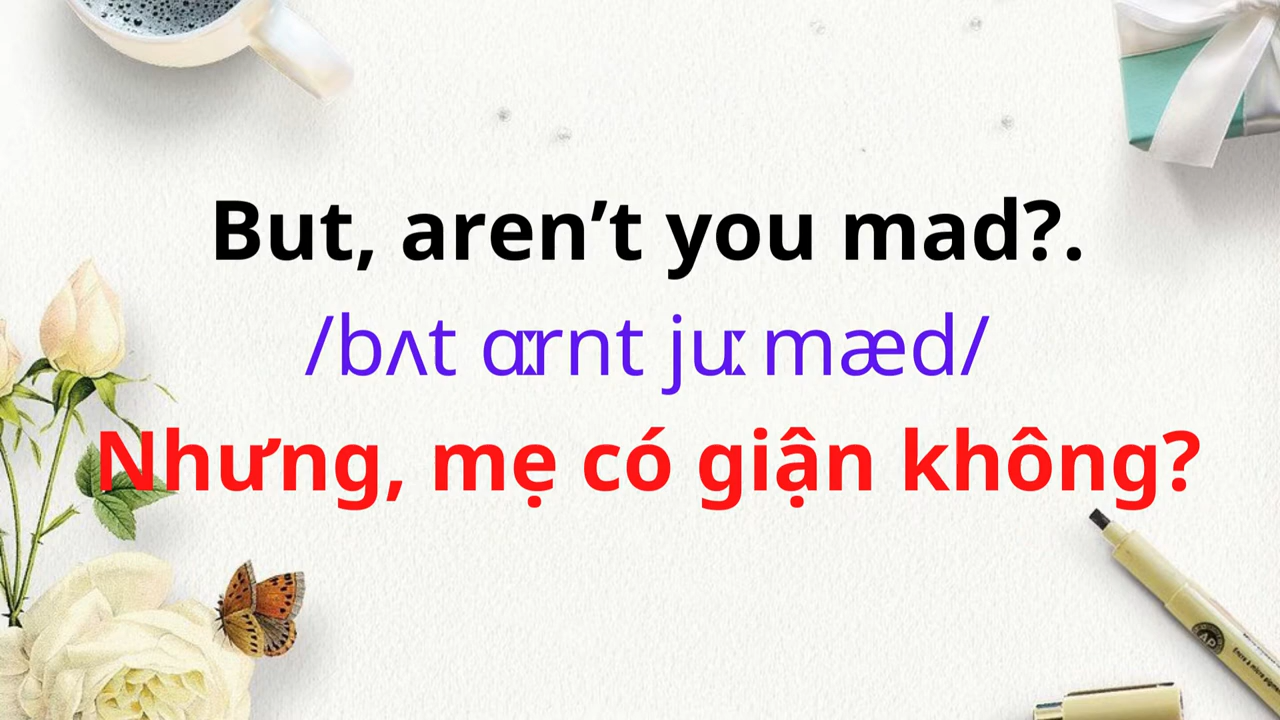 But, aren’t you mad?.
/bʌt ɑːrnt juː mæd/
Nhưng, mẹ có giận không?